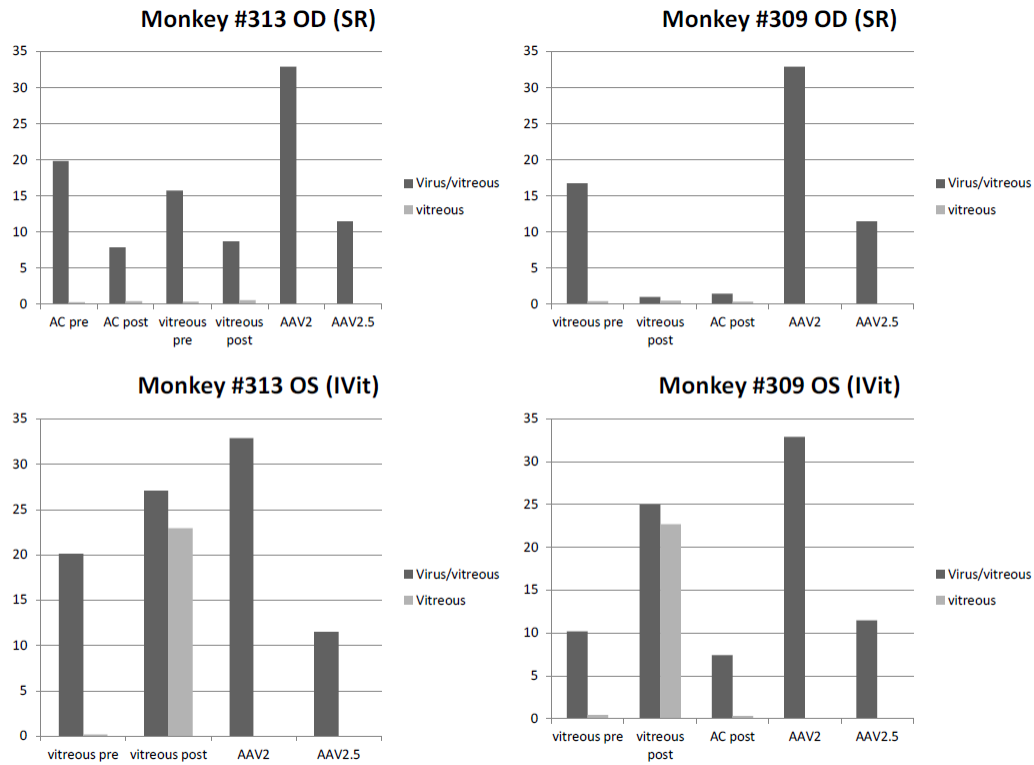 Monkey #313 OD (SR)
35
30
25
20
15
10
5
0
AC pre
AC post
vitreous
pre
vitreous
post
AAV2
AAV2.5
Virus/vitreous
vitreous
Monkey #309 OD (SR)
35
30
25
20
15
10
5
0
vitreous pre
vitreous
post
AC post
AAV2
AAV2.5
Virus/vitreous
vitreous
Monkey #313 OS (IVit)
35
30
25
20
15
10
5
0
vitreous pre
vitreous post
AAV2
AAV2.5
Virus/vitreous
Vitreous
Monkey #309 OS (IVit)
35
30
25
20
15
10
5
0
vitreous pre
vitreous
post
AC post
AAV2
AAV2.5
Virus/vitreous
vitreous